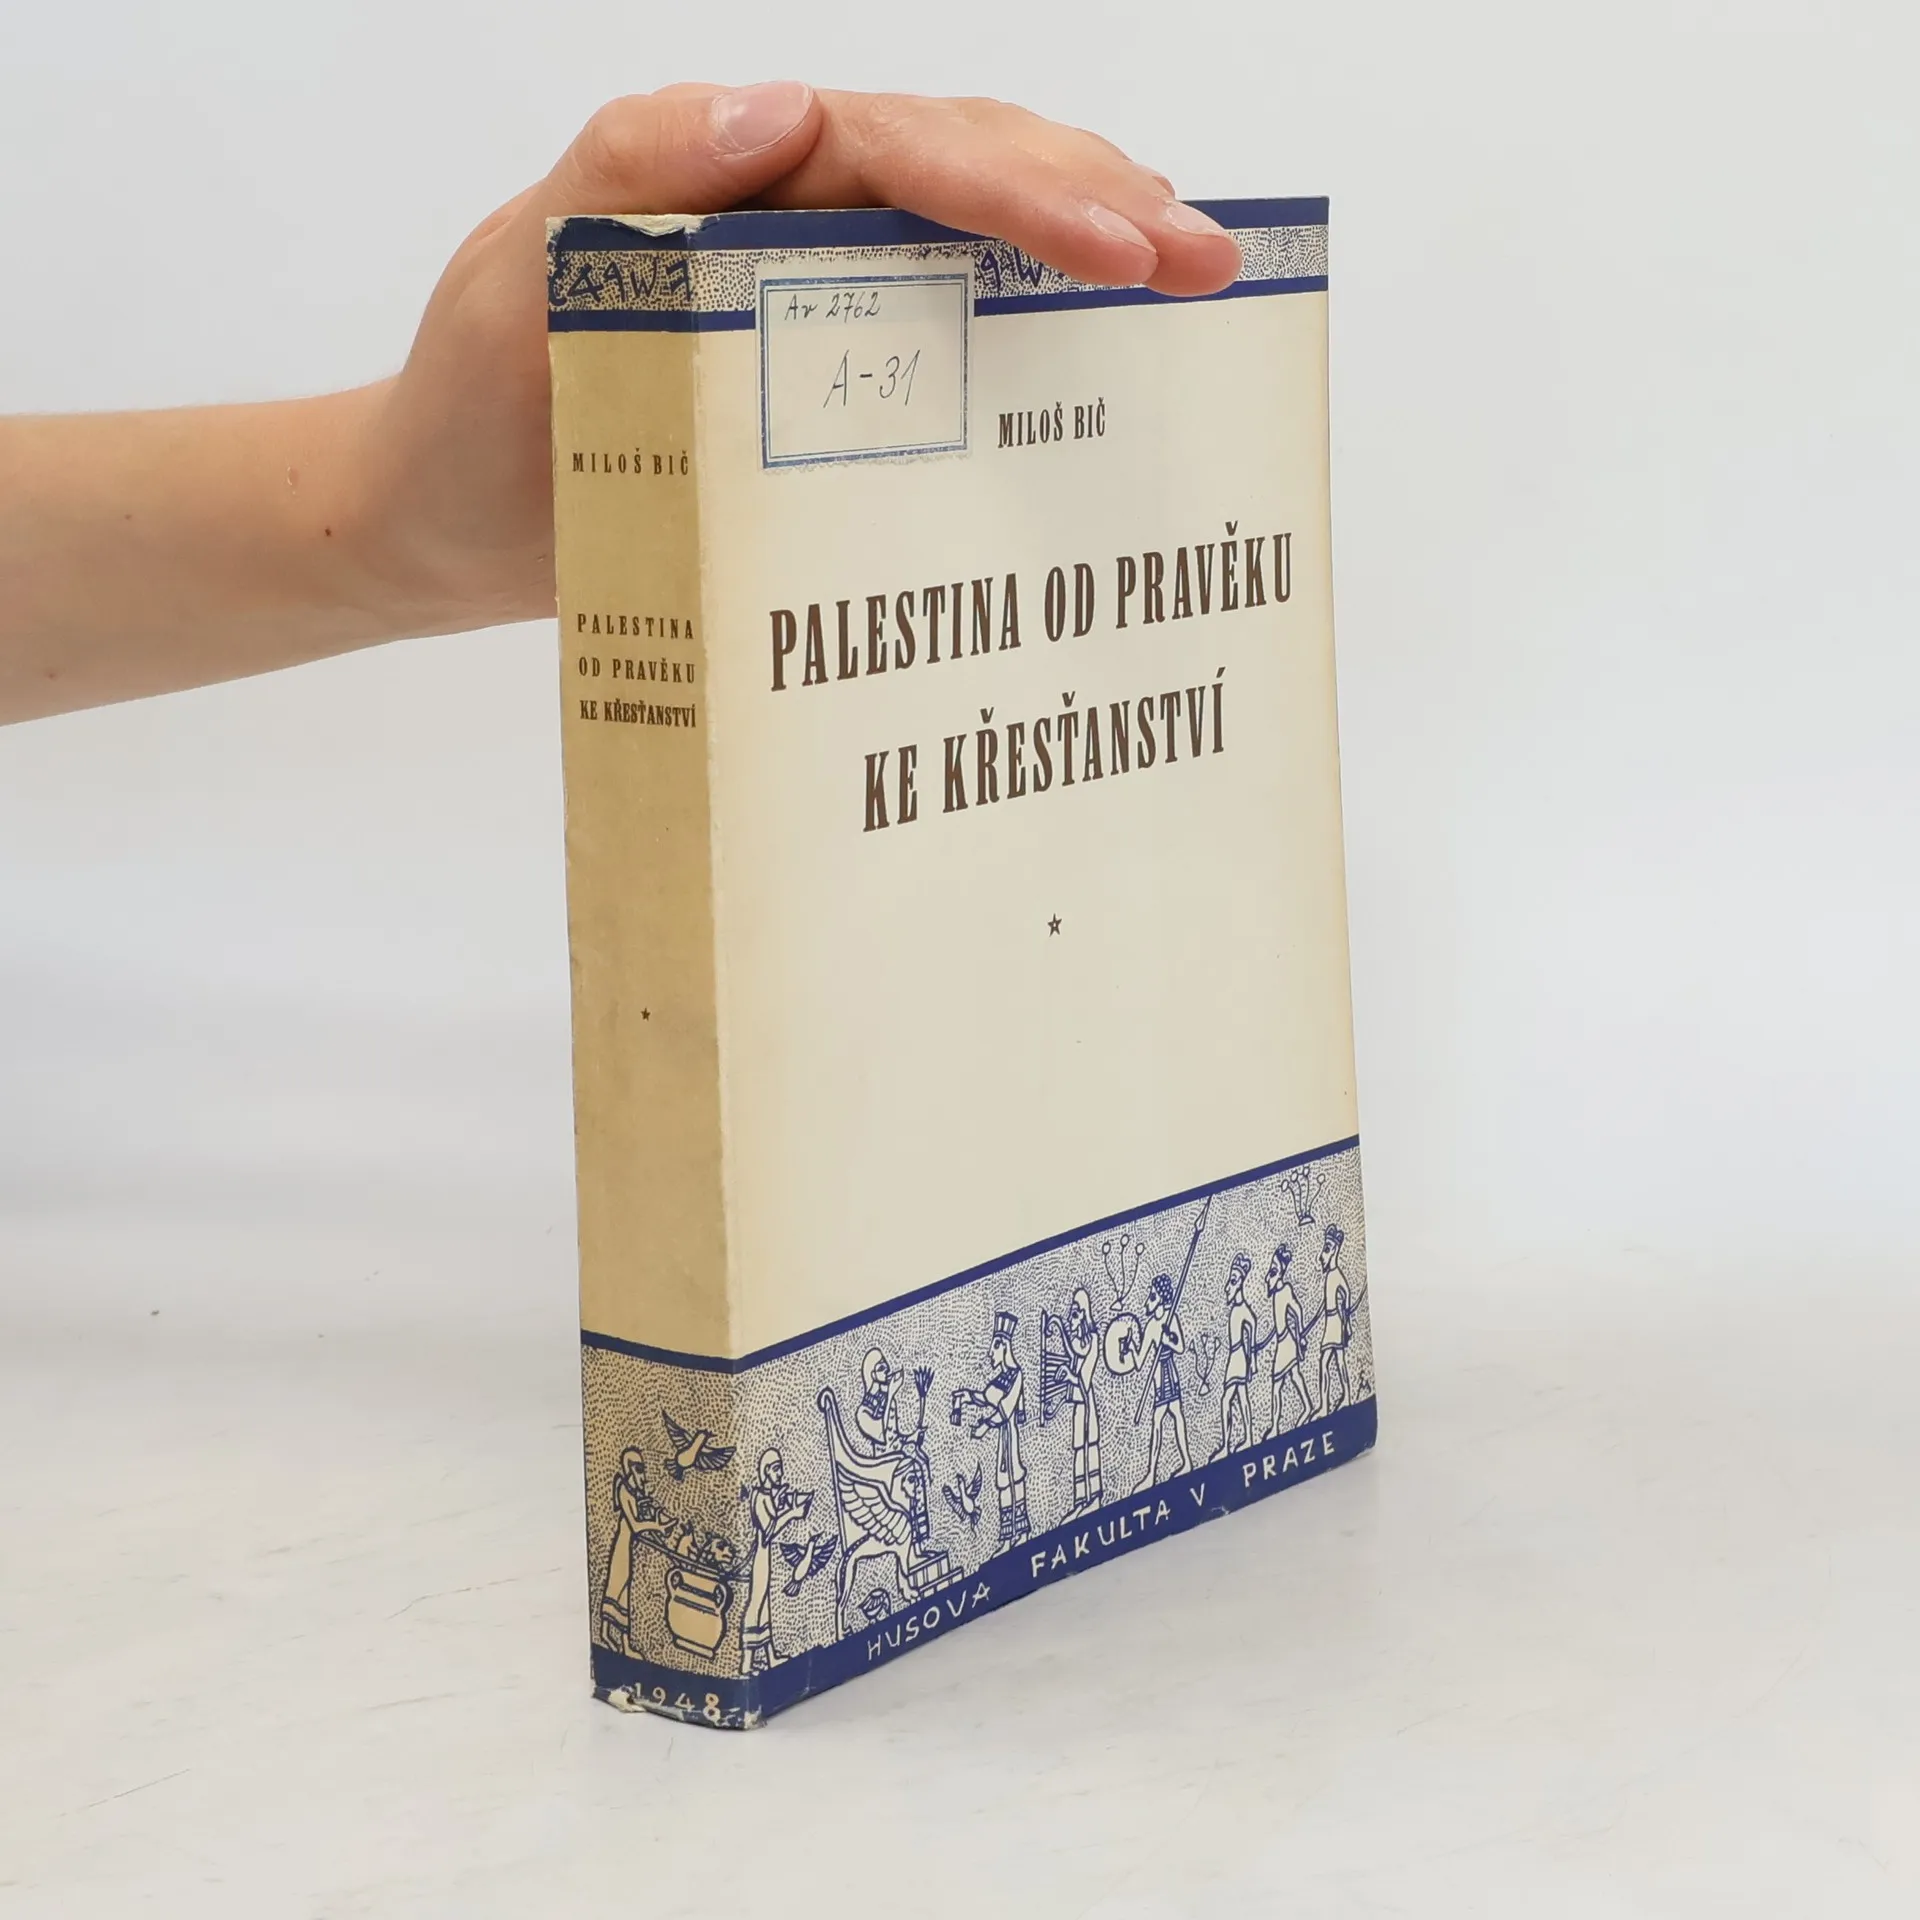 MILOŠ BIČ
PALESTINA
OD PRAVĚKU
KE KŘESŤANSTVÍ
1948
Av 2762
A-31
MILOŠ BIČ
PALESTINA OD PRAVĚKU
KE KŘESŤANSTVÍ
HUSOVA FAKULTA V PRAZE